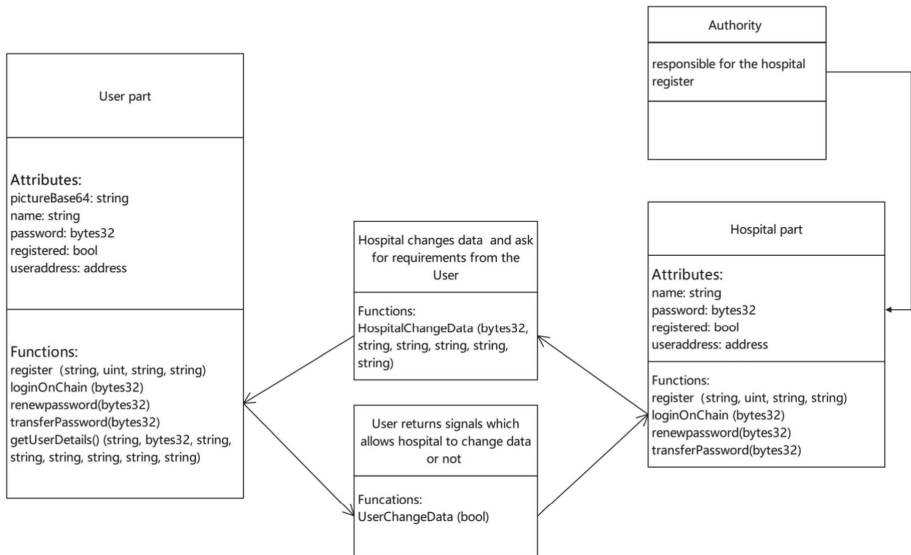 User part
Attributes:
pictureBase64: string
name: string
password: bytes32
registered: bool
useraddress: address
Functions:
register (string, uint, string, string)
loginOnChain (bytes32)
renewpassword(bytes32)
transferPassword(bytes32)
getUserDetails() (string, bytes32, string,
string, string, string, string, string)
Hospital changes data and ask
for requirements from the
User
Functions:
HospitalChangeData (bytes32,
string, string, string, string,
string)
User returns signals which
allows hospital to change data
or not
Funcations:
UserChangeData (bool)
Authority
responsible for the hospital
register
Hospital part
Attributes:
name: string
password: bytes32
registered: bool
useraddress: address
Functions:
register (string, uint, string, string)
loginOnChain (bytes32)
renewpassword(bytes32)
transferPassword(bytes32)